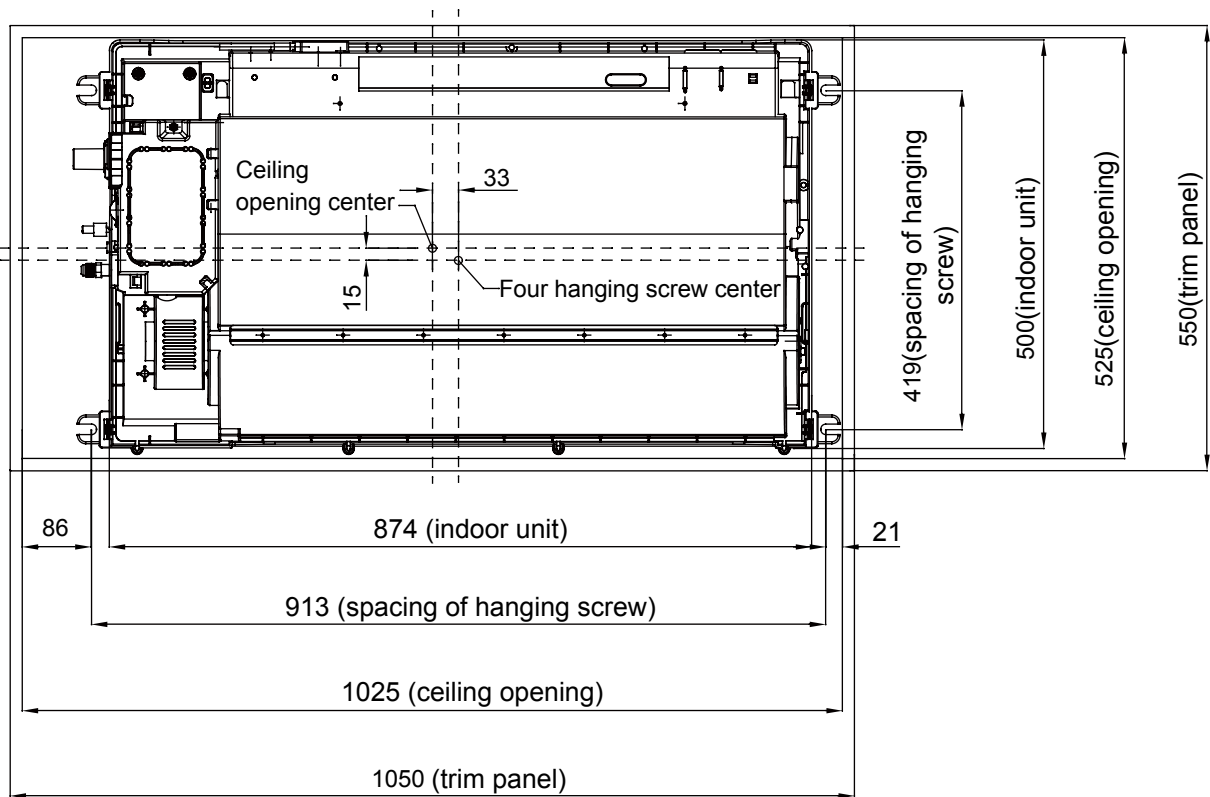 Ceiling
opening center
33
15
Four hanging screw center
419(spacing of hanging
screw)
500(indoor unit)
525(ceiling opening)
550(trim panel)
86
874 (indoor unit)
21
913 (spacing of hanging screw)
1025 (ceiling opening)
1050 (trim panel)